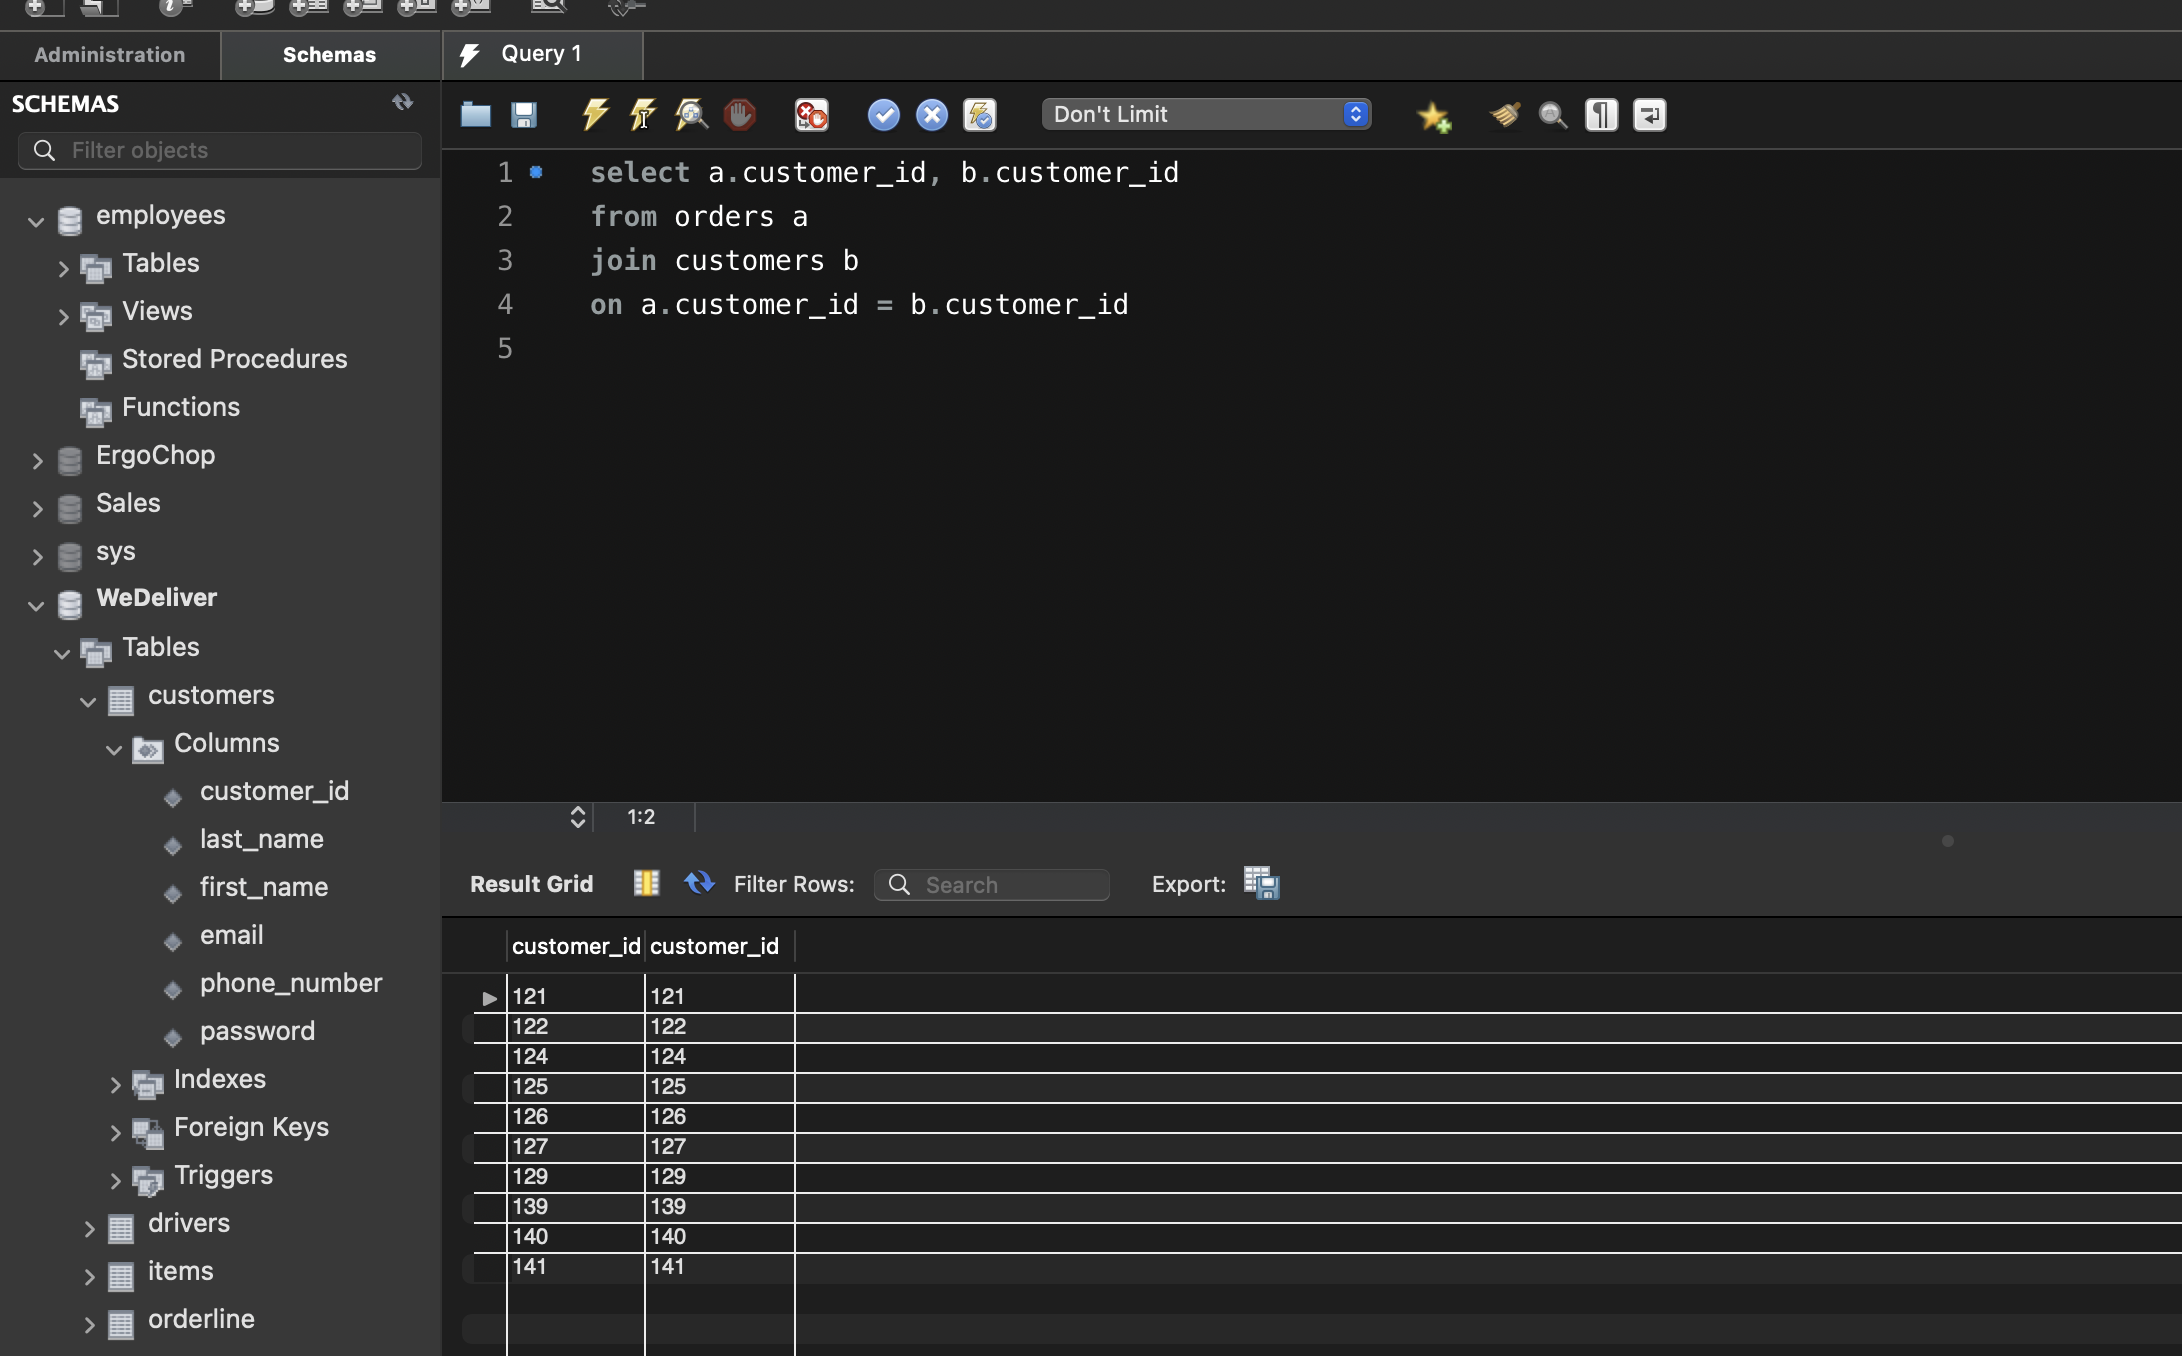 Administration
Schemas
Query 1
SCHEMAS
Filter objects
employees
Tables
Views
Stored Procedures
Functions
ErgoChop
Sales
sys
WeDeliver
Tables
customers
Columns
customer_id
last_name
first_name
email
phone_number
password
Indexes
Foreign Keys
Triggers
drivers
items
orderline
Don't Limit
1 select a.customer_id, b.customer_id
2 from orders a
3 join customers b
4 on a.customer_id = b.customer_id
5
1:2
Result Grid Filter Rows: Search Export:
customer_id customer_id
121 121
122 122
124 124
125 125
126 126
127 127
129 129
139 139
140 140
141 141